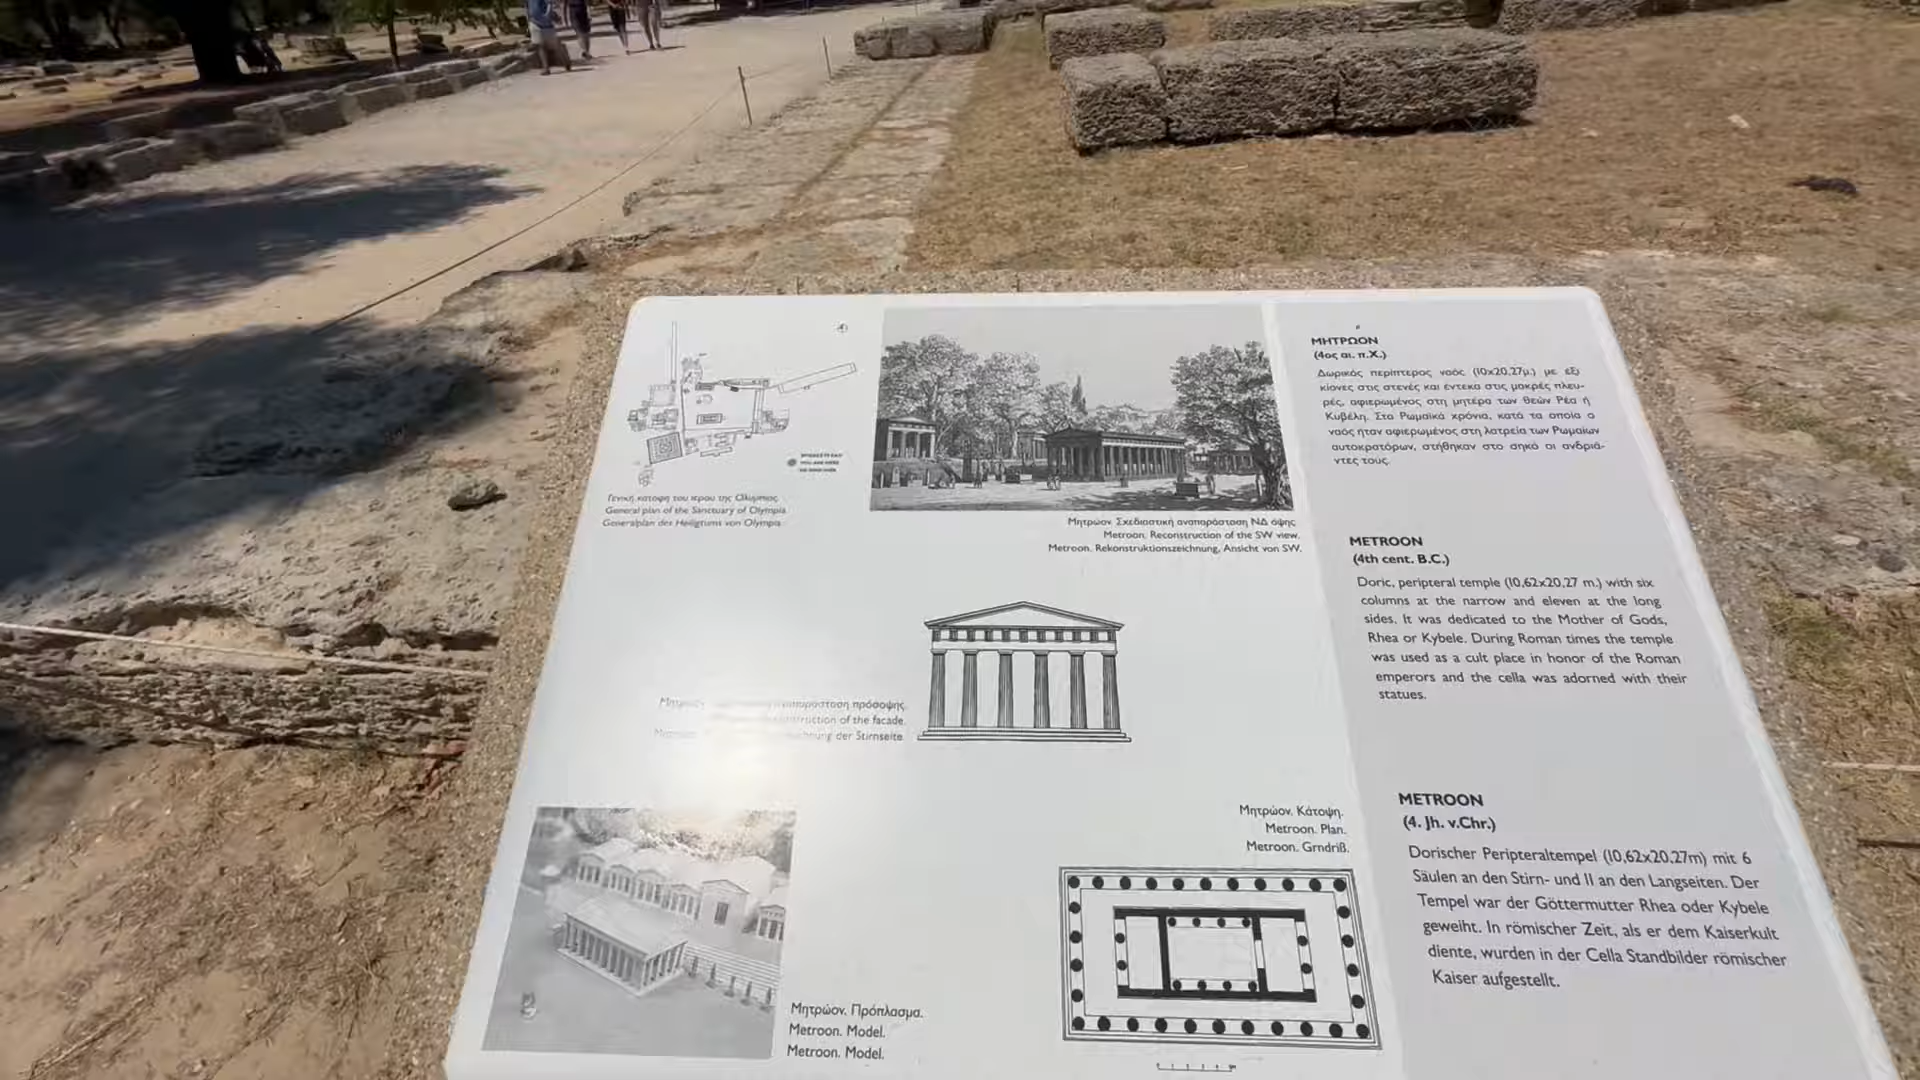 Γενική κάτοψη του ιερού της Ολυμπίας.
General plan of the Sanctuary of Olympia.
Generalplan des Heiligtums von Olympia.
YOU ARE HERE
Μητρώον. Σχεδιαστική αναπαράσταση ΝΔ όψης.
Metroon. Reconstruction of the SW view.
Metroon. Rekonstruktionszeichnung, Ansicht von SW.
πρόσοψης.
of the facade.
der Stirnseite.
Μητρώον. Πρόπλασμα.
Metroon. Model.
Metroon. Model.
Μητρώον. Κάτοψη.
Metroon. Plan.
Metroon. Grndriß.
ΜΗΤΡΩΟΝ
(4ος αι. π.Χ.)
Δωρικός περίπτερος ναός (10x20,27μ.) με έξι
κίονες στις στενές και έντεκα στις μακρές πλευ-
ρές, αφιερωμένος στη μητέρα των θεών Ρέα ή
Κυβέλη. Στα Ρωμαϊκά χρόνια, κατά τα οποία ο
ναός ήταν αφιερωμένος στη λατρεία των Ρωμαίων
αυτοκρατόρων, στήθηκαν στο σηκό οι ανδριά-
ντες τους.
METROON
(4th cent. B.C.)
Doric, peripteral temple (10,62x20,27 m.) with six
columns at the narrow and eleven at the long
sides. It was dedicated to the Mother of Gods,
Rhea or Kybele. During Roman times the temple
was used as a cult place in honor of the Roman
emperors and the cella was adorned with their
statues.
METROON
(4. Jh. v.Chr.)
Dorischer Peripteraltempel (10,62x20,27m) mit 6
Säulen an den Stirn- und 11 an den Langseiten. Der
Tempel war der Göttermutter Rhea oder Kybele
geweiht. In römischer Zeit, als er dem Kaiserkult
diente, wurden in der Cella Standbilder römischer
Kaiser aufgestellt.